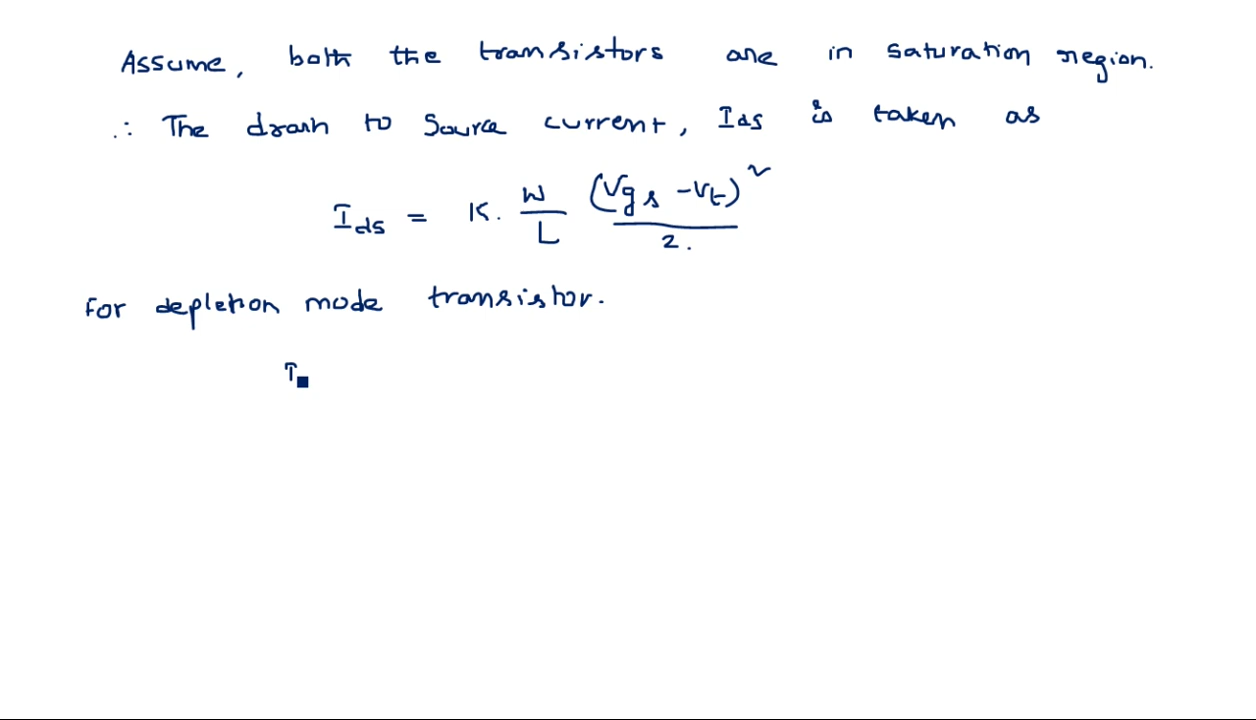 Assume, both the transistors are in saturation region.
∴ The drain to source current, Ids is taken as
Ids = K. W/L (Vgs -Vt)²/2.
For depletion mode transistor.
I